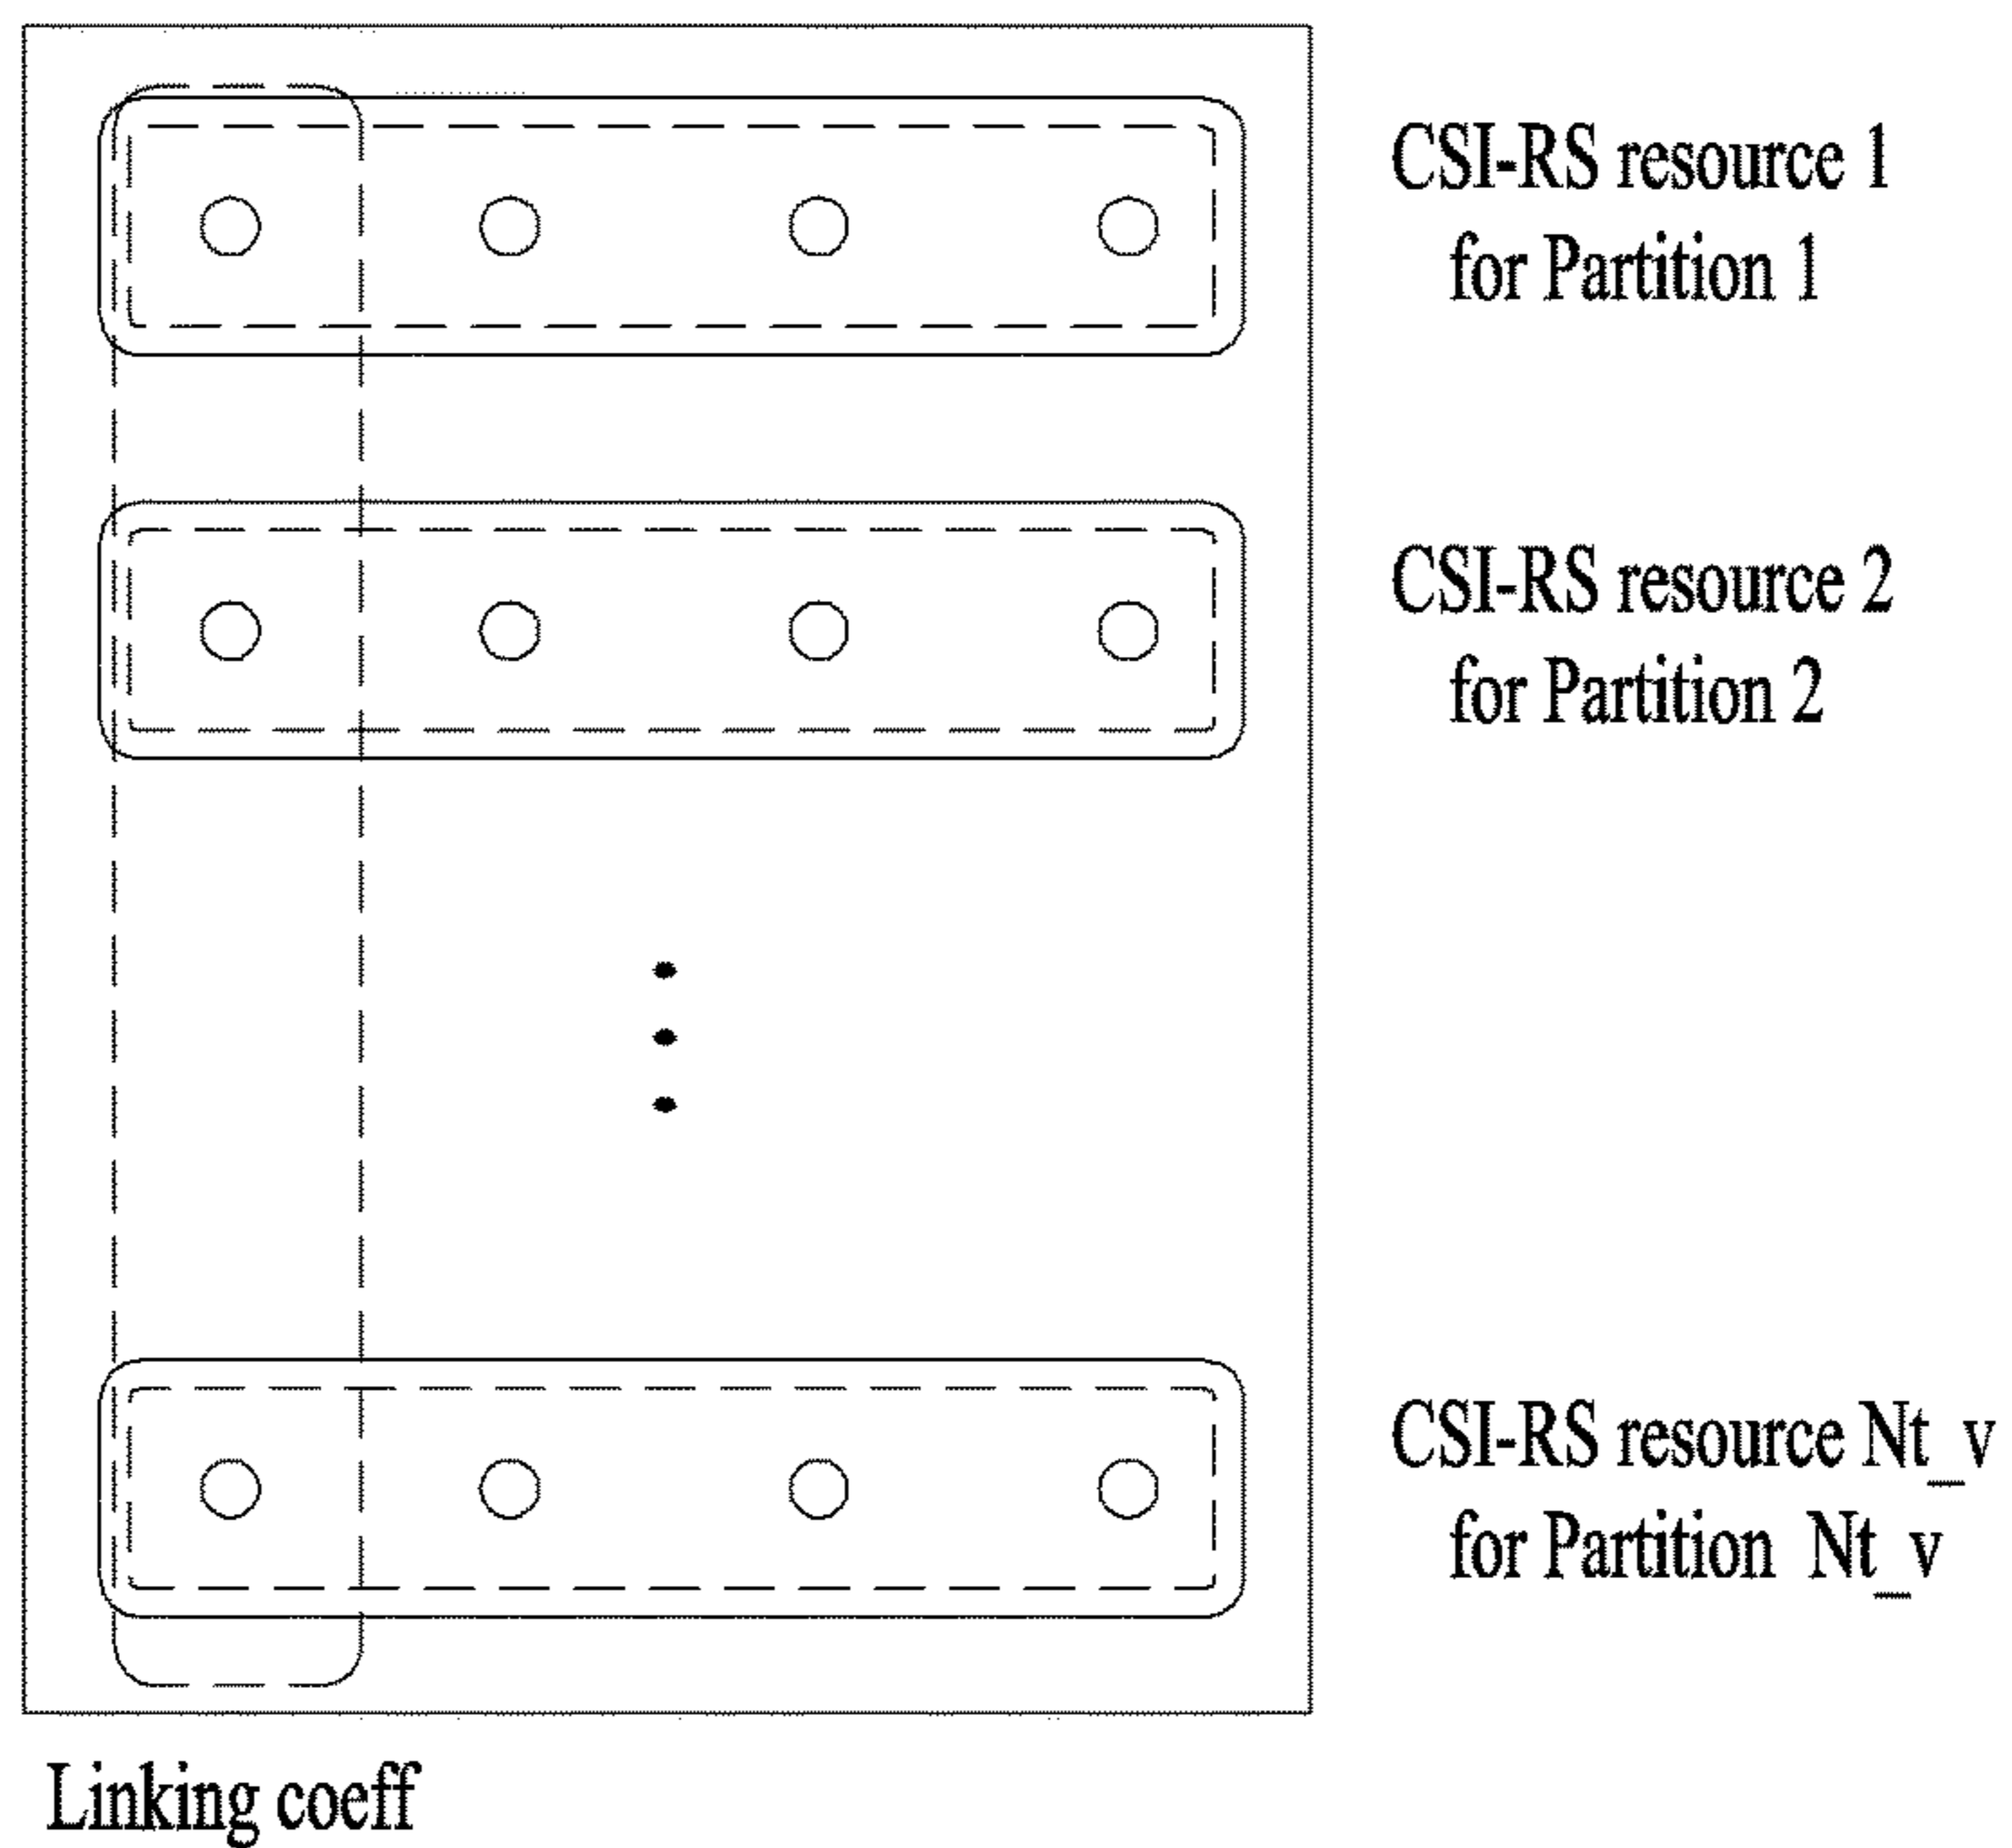 CSI-RS resource 1
for Partition 1
CSI-RS resource 2
for Partition 2
CSI-RS resource Nt_v
for Partition Nt_v
Linking coeff